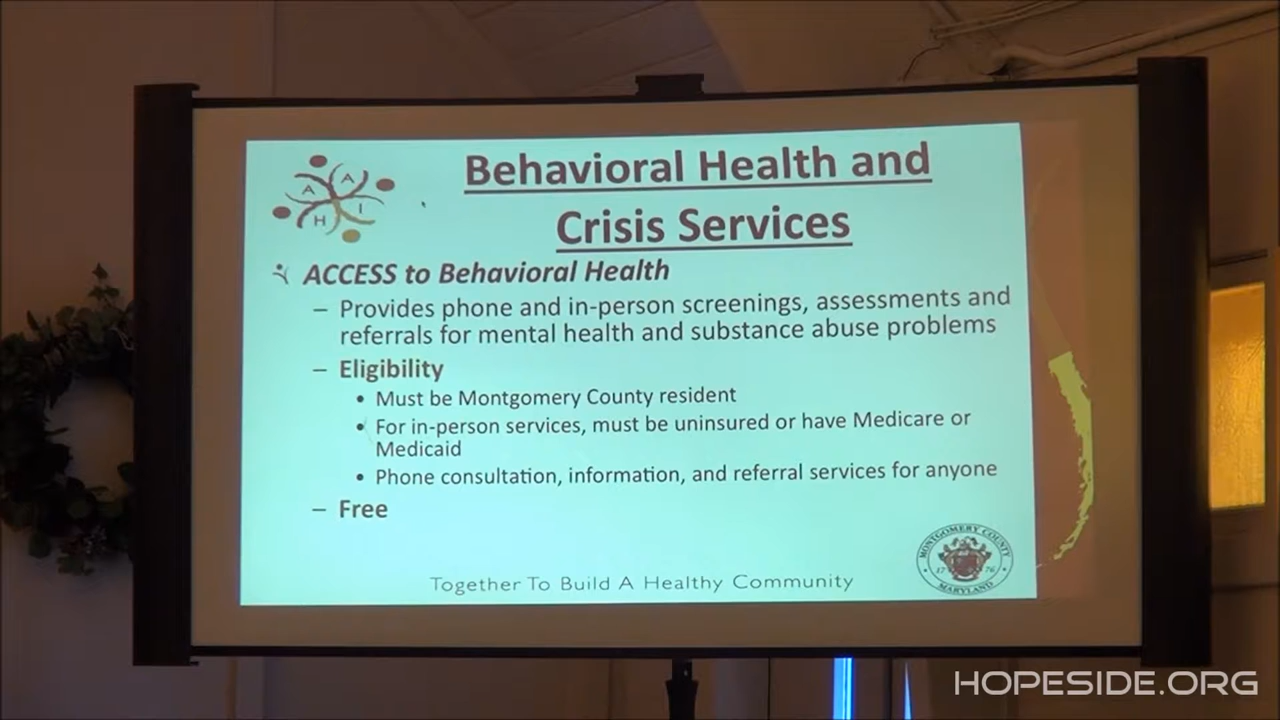 Behavioral Health and
Crisis Services
A
A
H
I
ACCESS to Behavioral Health
– Provides phone and in-person screenings, assessments and
referrals for mental health and substance abuse problems
– Eligibility
• Must be Montgomery County resident
• For in-person services, must be uninsured or have Medicare or
Medicaid
• Phone consultation, information, and referral services for anyone
– Free
MONTGOMERY COUNTY
17 76
MARYLAND
Together To Build A Healthy Community
HOPESIDE.ORG